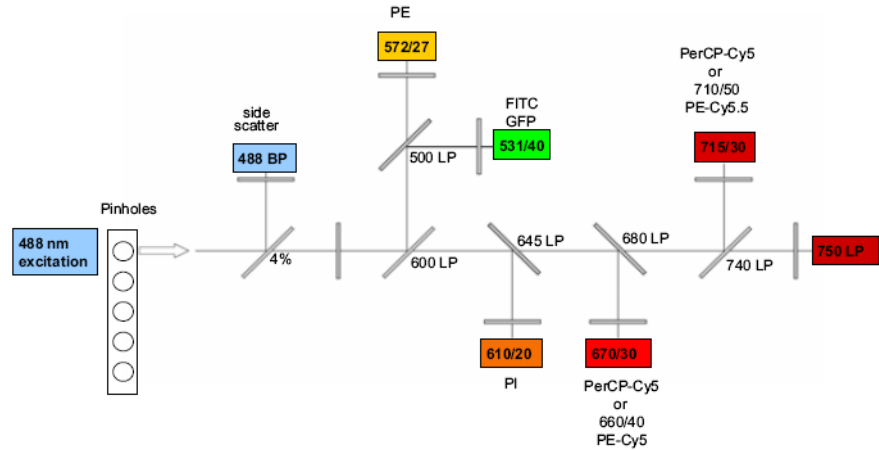 PE
572/27
PerCP-Cy5
or
710/50
PE-Cy5.5
715/30
FITC
GFP
531/40
500 LP
side
scatter
488 BP
Pinholes
488 nm
excitation
4%
600 LP
645 LP
680 LP
740 LP
750 LP
610/20
PI
670/30
PerCP-Cy5
or
660/40
PE-Cy5